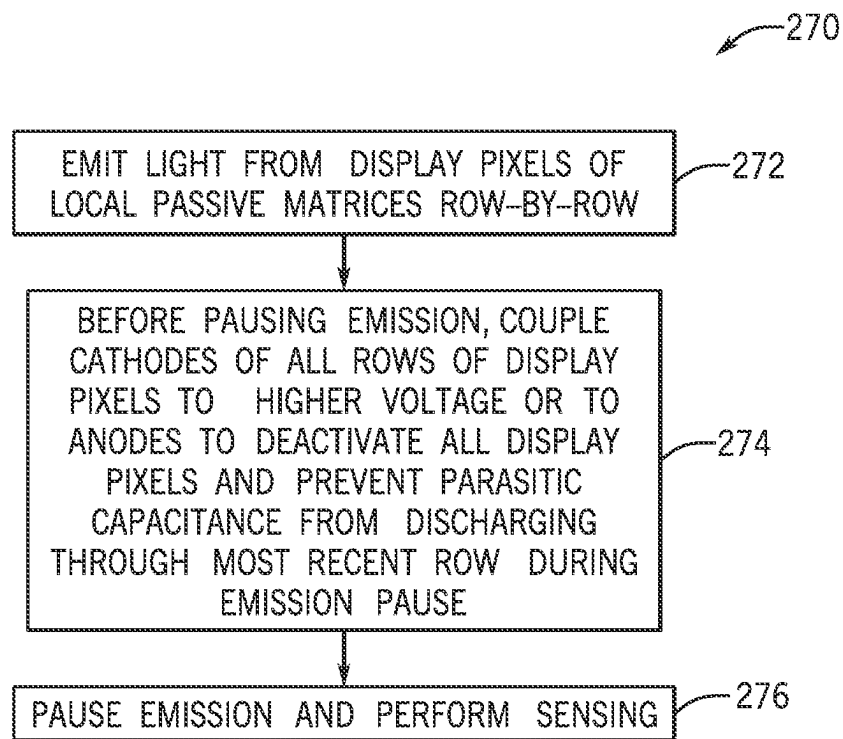 270
EMIT LIGHT FROM DISPLAY PIXELS OF
LOCAL PASSIVE MATRICES ROW-BY-ROW
272
BEFORE PAUSING EMISSION, COUPLE
CATHODES OF ALL ROWS OF DISPLAY
PIXELS TO HIGHER VOLTAGE OR TO
ANODES TO DEACTIVATE ALL DISPLAY
PIXELS AND PREVENT PARASITIC
CAPACITANCE FROM DISCHARGING
THROUGH MOST RECENT ROW DURING
EMISSION PAUSE
274
PAUSE EMISSION AND PERFORM SENSING
276